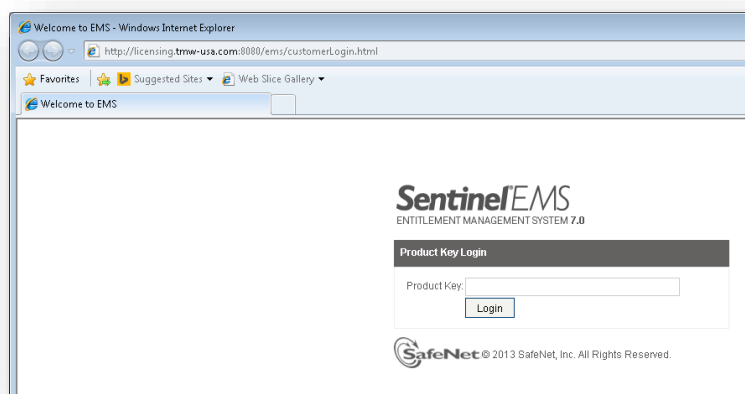 Welcome to EMS - Windows Internet Explorer
http://licensing.tmw-usa.com:8080/ems/customerLogin.html
Favorites Suggested Sites Web Slice Gallery
Welcome to EMS
Sentinel EMS
ENTITLEMENT MANAGEMENT SYSTEM 7.0
Product Key Login
Product Key:
Login
SafeNet © 2013 SafeNet, Inc. All Rights Reserved.